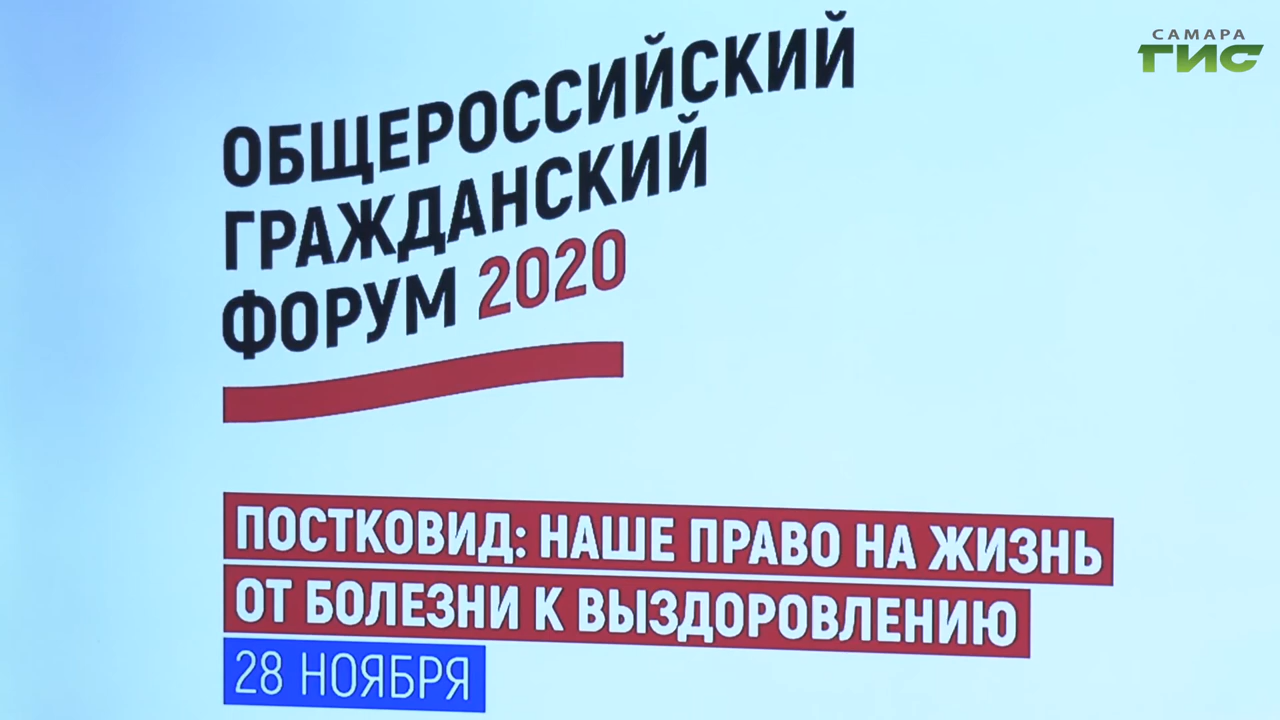 САМАРА
ГИС
ОБЩЕРОССИЙСКИЙ
ГРАЖДАНСКИЙ
ФОРУМ 2020
ПОСТКОВИД: НАШЕ ПРАВО НА ЖИЗНЬ
ОТ БОЛЕЗНИ К ВЫЗДОРОВЛЕНИЮ
28 НОЯБРЯ